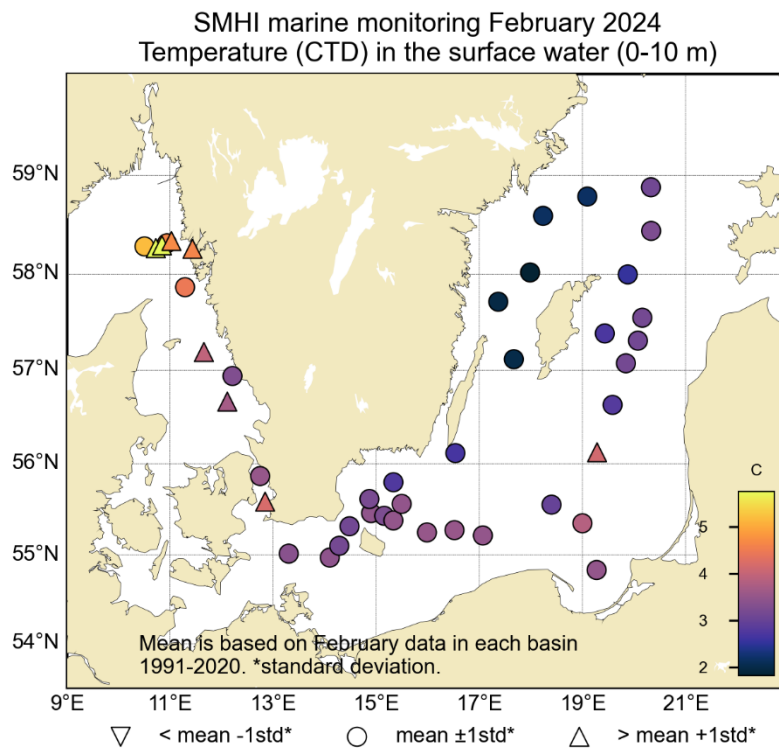 SMHI marine monitoring February 2024
Temperature (CTD) in the surface water (0-10 m)
59°N
58°N
57°N
56°N
55°N
54°N
C
5
4
3
2
Mean is based on February data in each basin
1991-2020. *standard deviation.
9°E 11°E 13°E 15°E 17°E 19°E 21°E
< mean -1std* mean ±1std* > mean +1std*